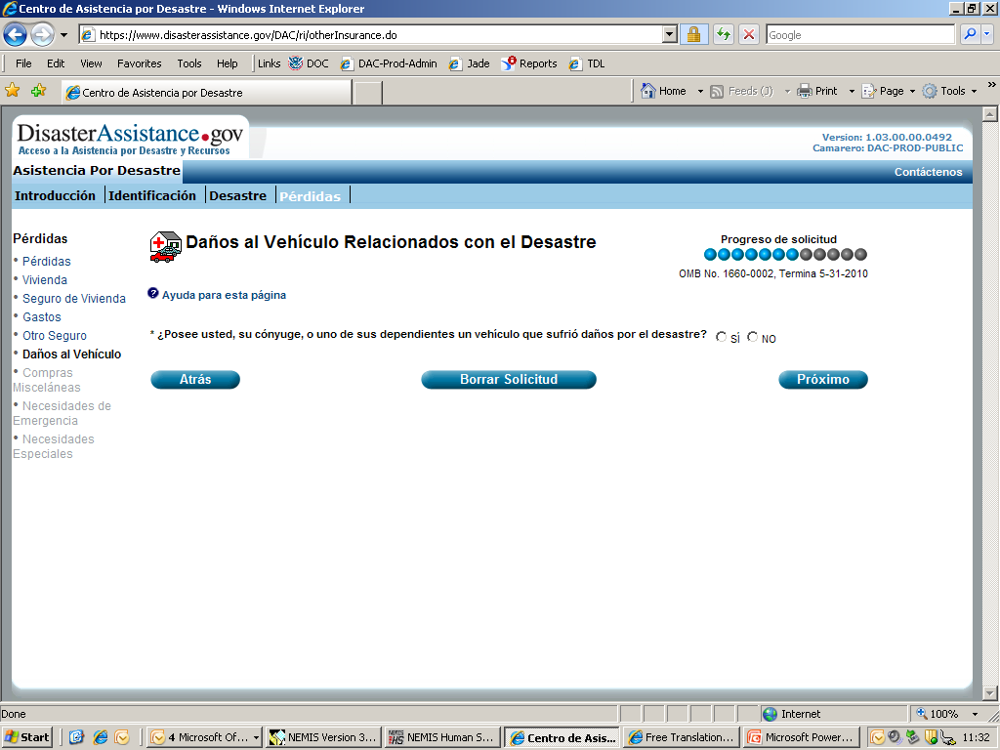 Centro de Asistencia por Desastre - Windows Internet Explorer
https://www.disasterassistance.gov/DAC/ri/otherInsurance.do
Google
File Edit View Favorites Tools Help Links DOC DAC-Prod-Admin Jade Reports TDL
Centro de Asistencia por Desastre
Home Feeds (J) Print Page Tools
DisasterAssistance.gov
Acceso a la Asistencia por Desastre y Recursos
Version: 1.03.00.00.0492
Camarero: DAC-PROD-PUBLIC
Asistencia Por Desastre
Contáctenos
Introducción Identificación Desastre Pérdidas
Pérdidas
• Pérdidas
• Vivienda
• Seguro de Vivienda
• Gastos
• Otro Seguro
• Daños al Vehículo
• Compras
Misceláneas
• Necesidades de
Emergencia
• Necesidades
Especiales
Daños al Vehículo Relacionados con el Desastre
Progreso de solicitud
OMB No. 1660-0002, Termina 5-31-2010
? Ayuda para esta página
* ¿Posee usted, su cónyuge, o uno de sus dependientes un vehículo que sufrió daños por el desastre? SÍ NO
Atrás Borrar Solicitud Próximo
Done Internet 100%
Start 4 Microsoft Of... NEMIS Version 3... NEMIS Human S... Centro de Asis... Free Translation... Microsoft Power... 11:32